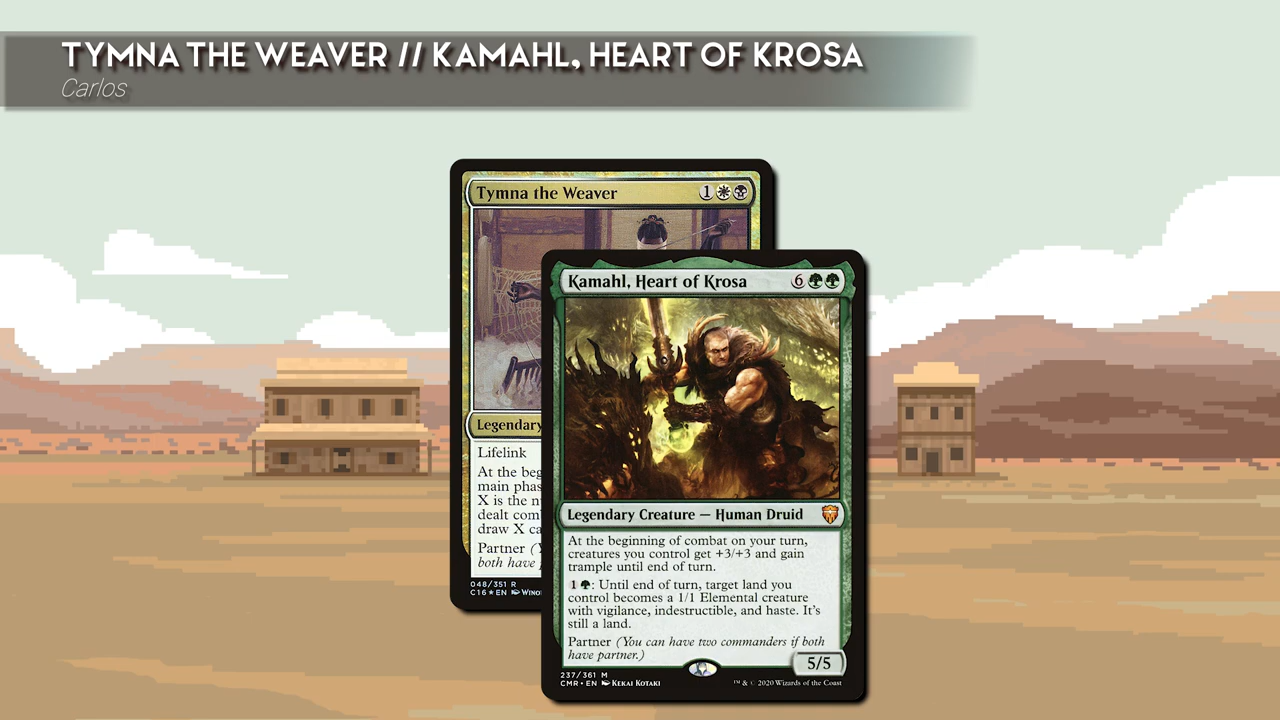 TYMNA THE WEAVER // KAMAHL, HEART OF KROSA
Carlos
Tymna the Weaver 1
Kamahl, Heart of Krosa 6
Legendary
Lifelink
At the beg
main phas
X is the n
dealt com
draw X ca
Partner (Y
both have
048/351 R
C16 ★ EN
Legendary Creature — Human Druid
At the beginning of combat on your turn,
creatures you control get +3/+3 and gain
trample until end of turn.
1 : Until end of turn, target land you
control becomes a 1/1 Elemental creature
with vigilance, indestructible, and haste. It's
still a land.
Partner (You can have two commanders if both
have partner.)
5/5
237/361 M
CMR • EN Kekai Kotaki
™ & © 2020 Wizards of the Coast